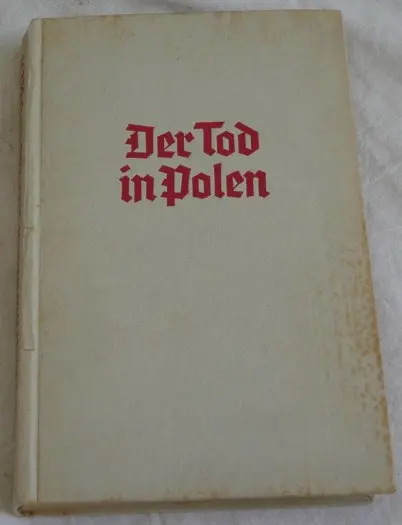 Der Tod
in Polen